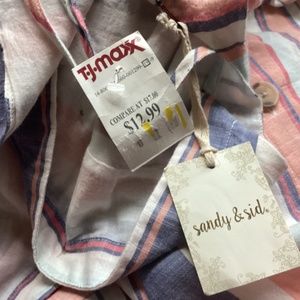 T.J.maxx
COMPARE AT $17.00
$12.99
sandy & sid.